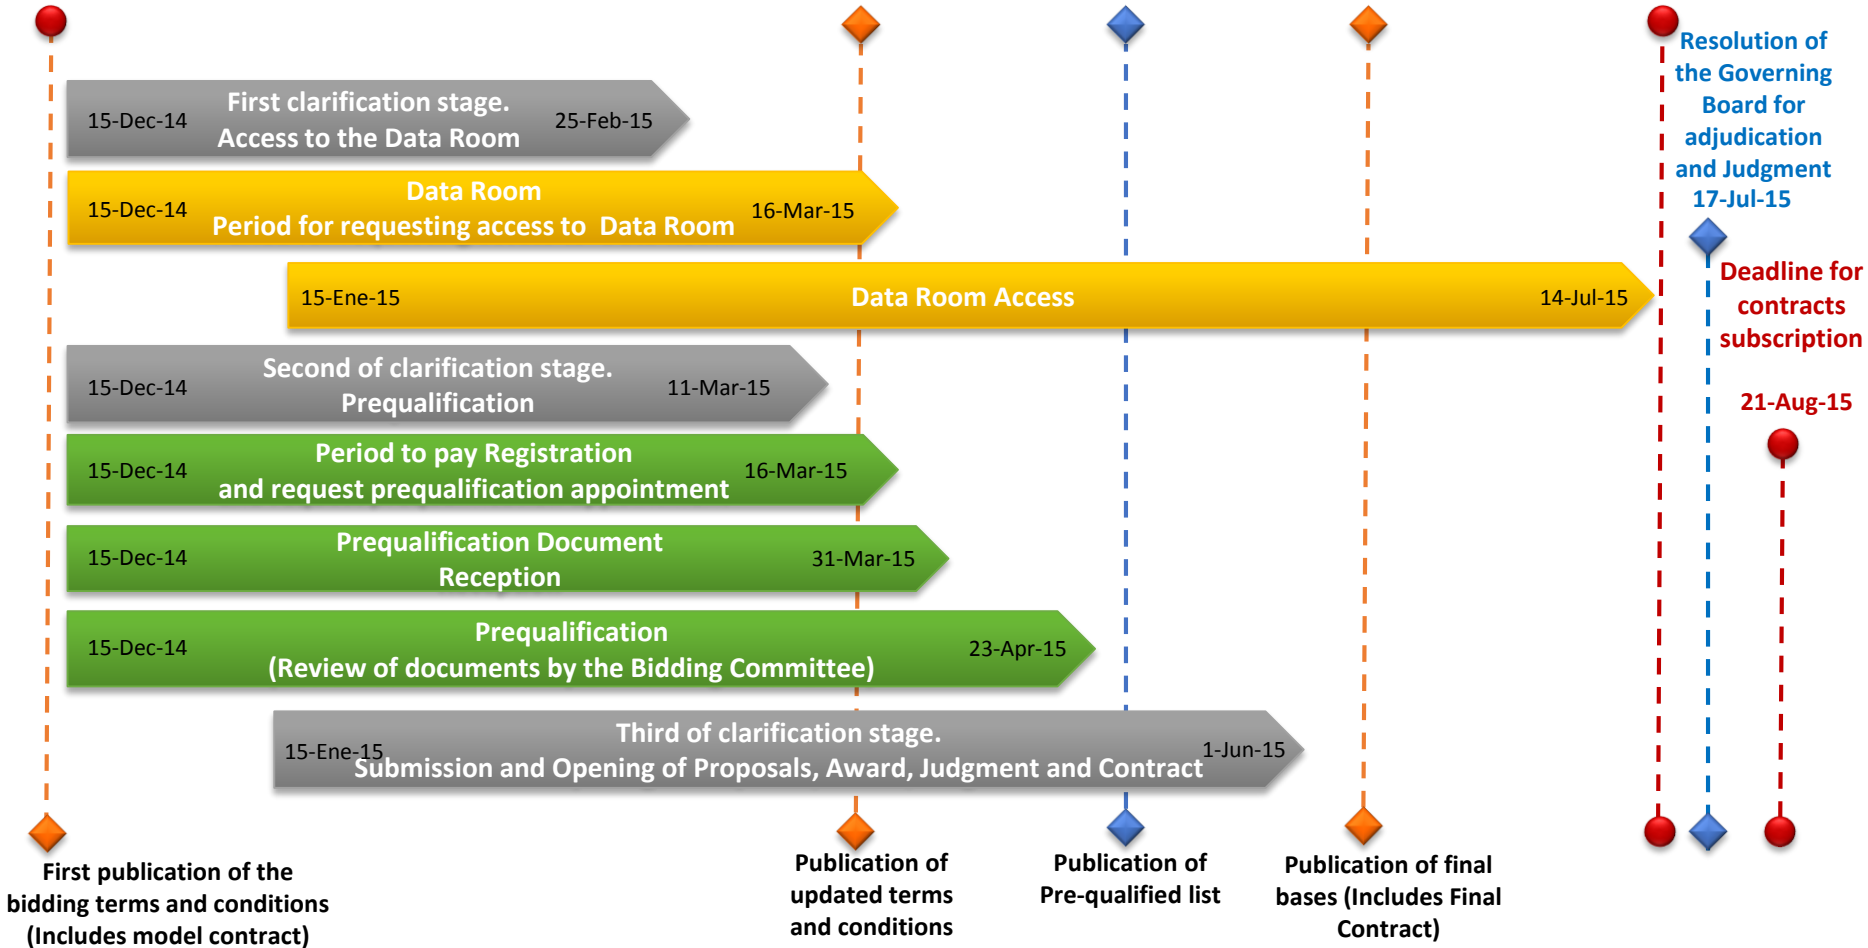 Resolution of
the Governing
Board for
adjudication
and Judgment
17-Jul-15
First clarification stage.
15-Dec-14
25-Feb-15
Access to the Data Room
Data Room
15-Dec-14
16-Mar-15
Period for requesting access to  Data Room
Deadline for
contracts
subscription
21-Aug-15
15-Ene-15
Data Room Access
14-Jul-15
Second of clarification stage.
15-Dec-14
11-Mar-15
Prequalification
Period to pay Registration
15-Dec-14
16-Mar-15
and request prequalification appointment
Prequalification Document
15-Dec-14
31-Mar-15
Reception
Prequalification
15-Dec-14
23-Apr-15
(Review of documents by the Bidding Committee)
Third of clarification stage.
15-Ene-15
1-Jun-15
Submission and Opening of Proposals, Award, Judgment and Contract
First publication of the
bidding terms and conditions
(Includes model contract)
Publication of
updated terms
and conditions
Publication of
Pre-qualified list
Publication of final
bases (Includes Final
Contract)